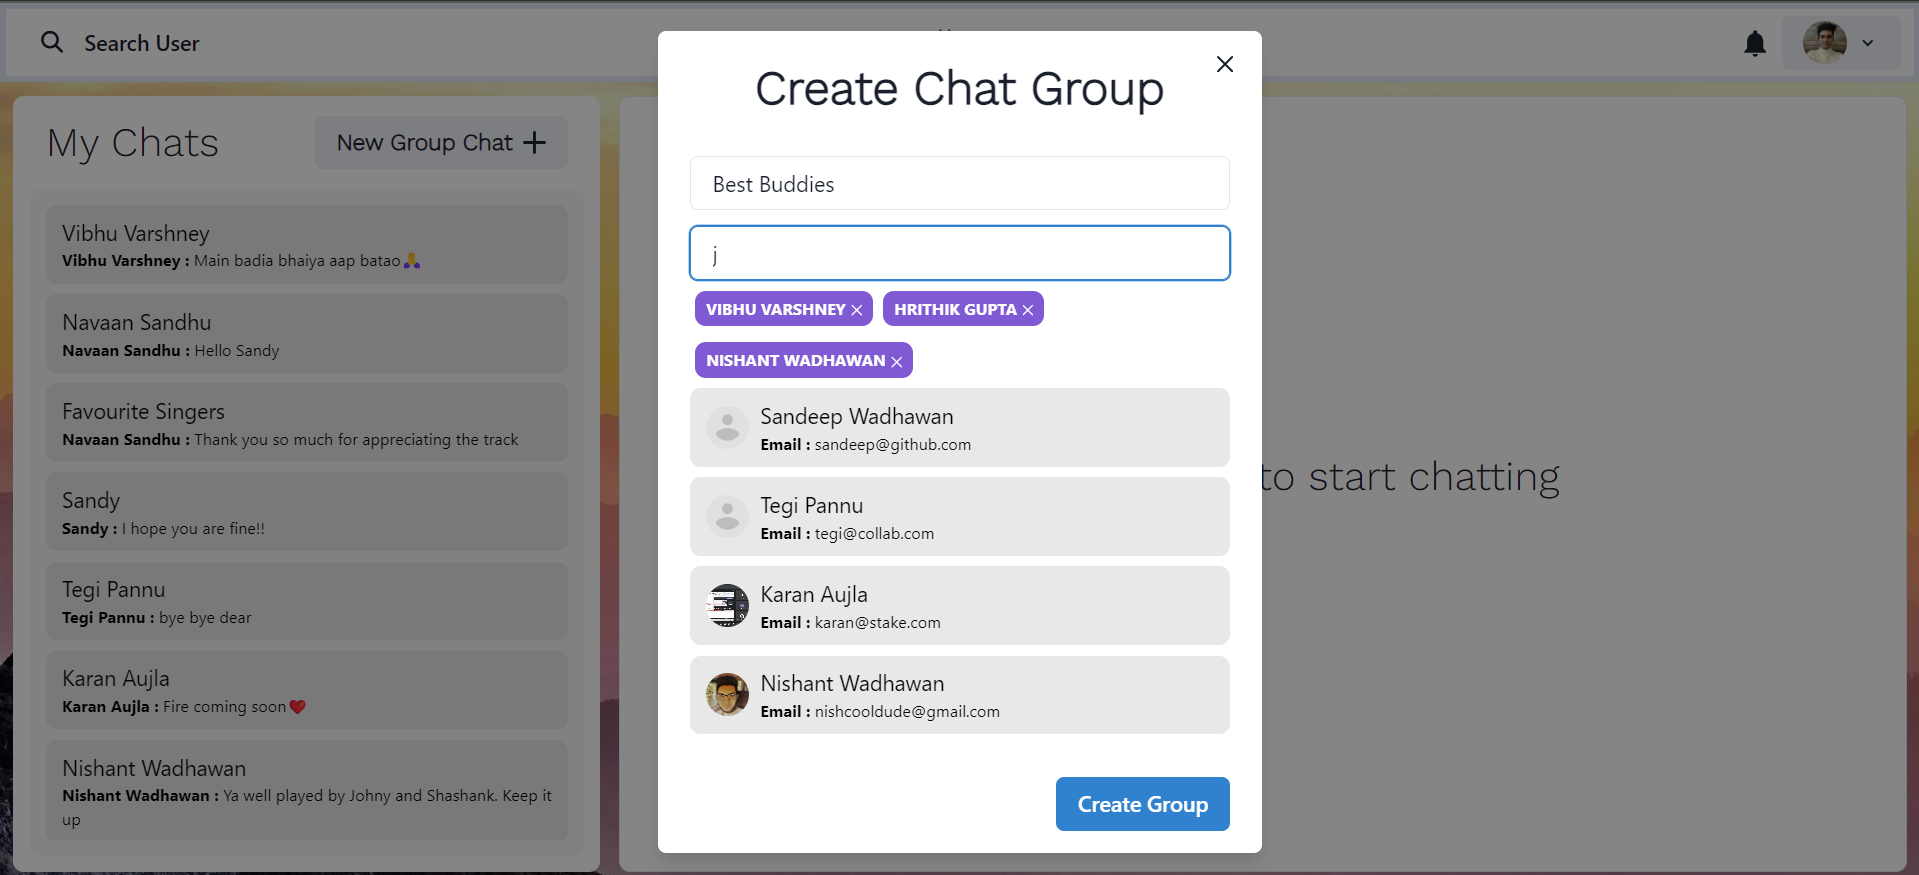 Search User
My Chats
New Group Chat
Vibhu Varshney
Vibhu Varshney : Main badia bhaiya aap batao🙏
Navaan Sandhu
Navaan Sandhu : Hello Sandy
Favourite Singers
Navaan Sandhu : Thank you so much for appreciating the track
Sandy
Sandy : I hope you are fine!!
Tegi Pannu
Tegi Pannu : bye bye dear
Karan Aujla
Karan Aujla : Fire coming soon❤️
Nishant Wadhawan
Nishant Wadhawan : Ya well played by Johny and Shashank. Keep it
up
Create Chat Group
Best Buddies
j
VIBHU VARSHNEY
HRITHIK GUPTA
NISHANT WADHAWAN
Sandeep Wadhawan
Email : sandeep@github.com
Tegi Pannu
Email : tegi@collab.com
Karan Aujla
Email : karan@stake.com
Nishant Wadhawan
Email : nishcooldude@gmail.com
Create Group
to start chatting